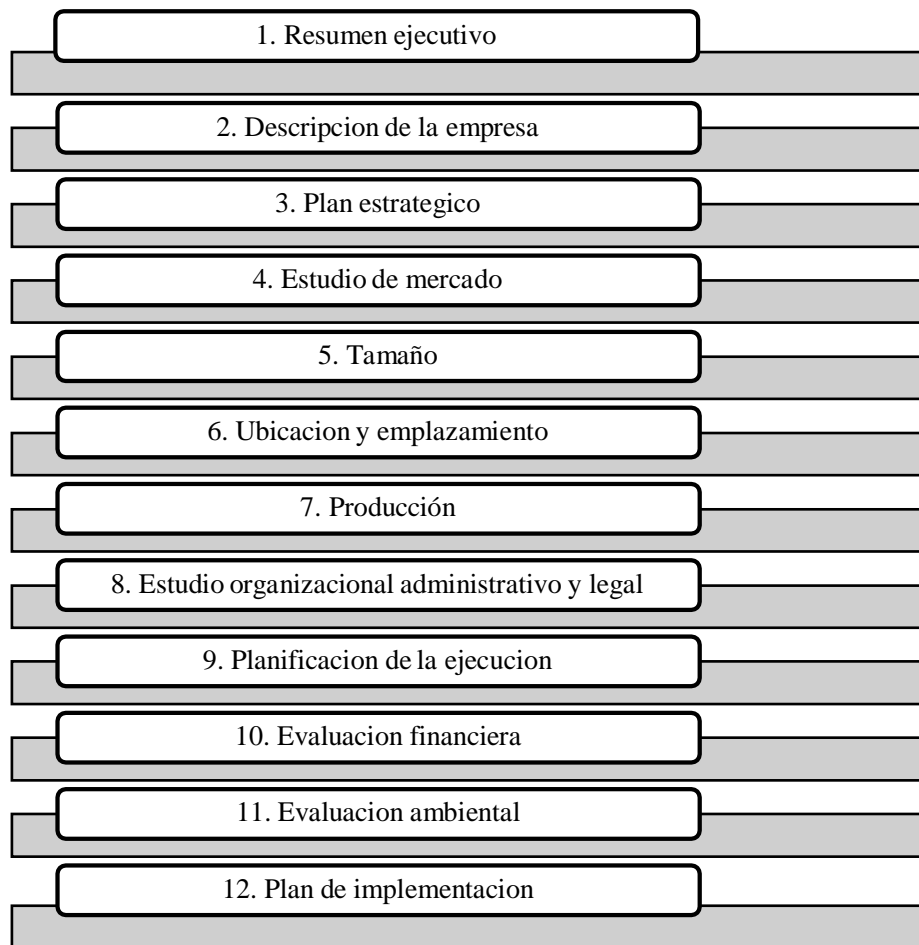 1. Resumen ejecutivo
2. Descripcion de la empresa
3. Plan estrategico
4. Estudio de mercado
5. Tamaño
6. Ubicacion y emplazamiento
7. Producción
8. Estudio organizacional administrativo y legal
9. Planificacion de la ejecucion
10. Evaluacion financiera
11. Evaluacion ambiental
12. Plan de implementacion